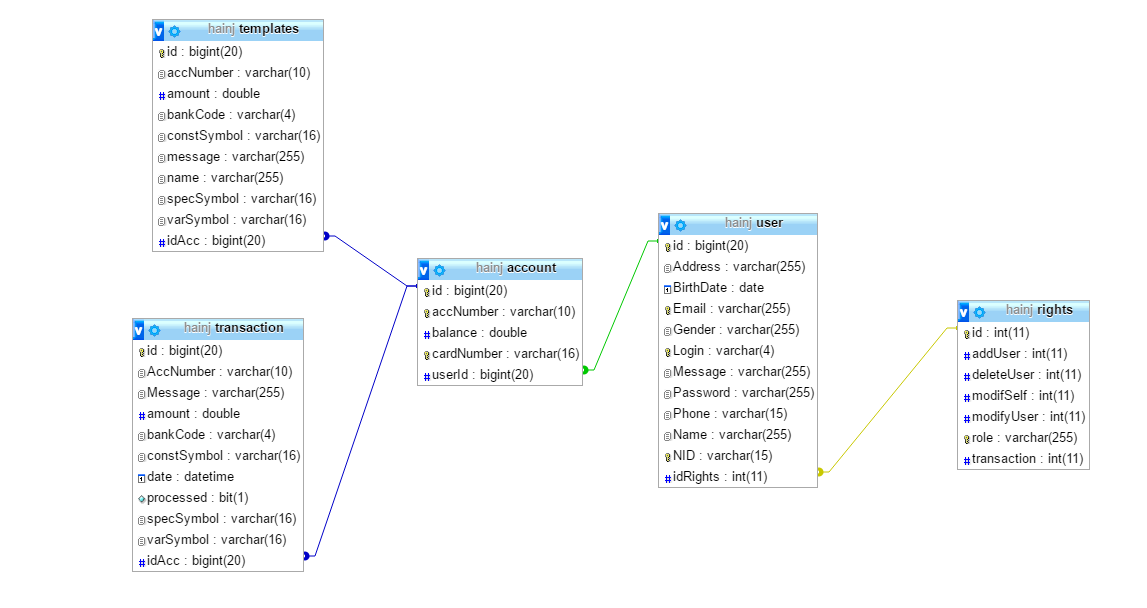 hainj templates
id : bigint(20)
accNumber : varchar(10)
amount : double
bankCode : varchar(4)
constSymbol : varchar(16)
message : varchar(255)
name : varchar(255)
specSymbol : varchar(16)
varSymbol : varchar(16)
idAcc : bigint(20)
hainj transaction
id : bigint(20)
AccNumber : varchar(10)
Message : varchar(255)
amount : double
bankCode : varchar(4)
constSymbol : varchar(16)
date : datetime
processed : bit(1)
specSymbol : varchar(16)
varSymbol : varchar(16)
idAcc : bigint(20)
hainj account
id : bigint(20)
accNumber : varchar(10)
balance : double
cardNumber : varchar(16)
userId : bigint(20)
hainj user
id : bigint(20)
Address : varchar(255)
BirthDate : date
Email : varchar(255)
Gender : varchar(255)
Login : varchar(4)
Message : varchar(255)
Password : varchar(255)
Phone : varchar(15)
Name : varchar(255)
NID : varchar(15)
idRights : int(11)
hainj rights
id : int(11)
addUser : int(11)
deleteUser : int(11)
modifSelf : int(11)
modifyUser : int(11)
role : varchar(255)
transaction : int(11)